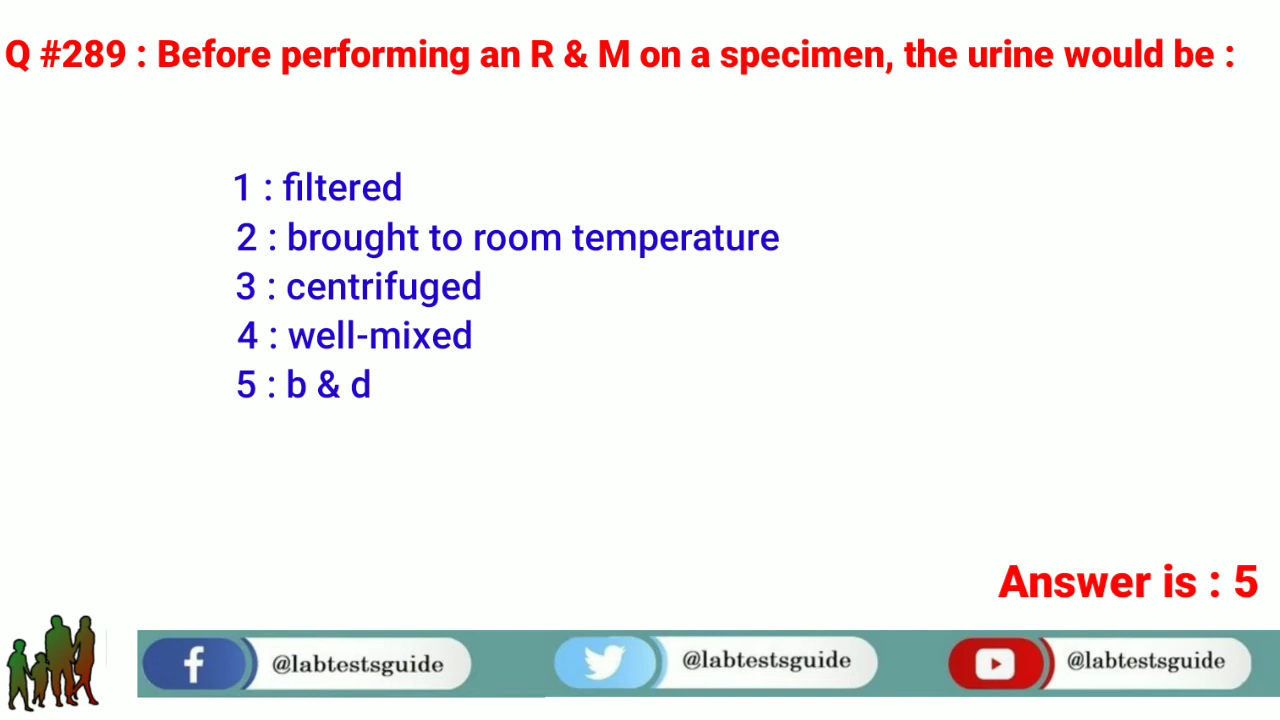 Q #289 : Before performing an R & M on a specimen, the urine would be :
1 : filtered
2 : brought to room temperature
3 : centrifuged
4 : well-mixed
5 : b & d
Answer is : 5
@labtestsguide @labtestsguide @labtestsguide